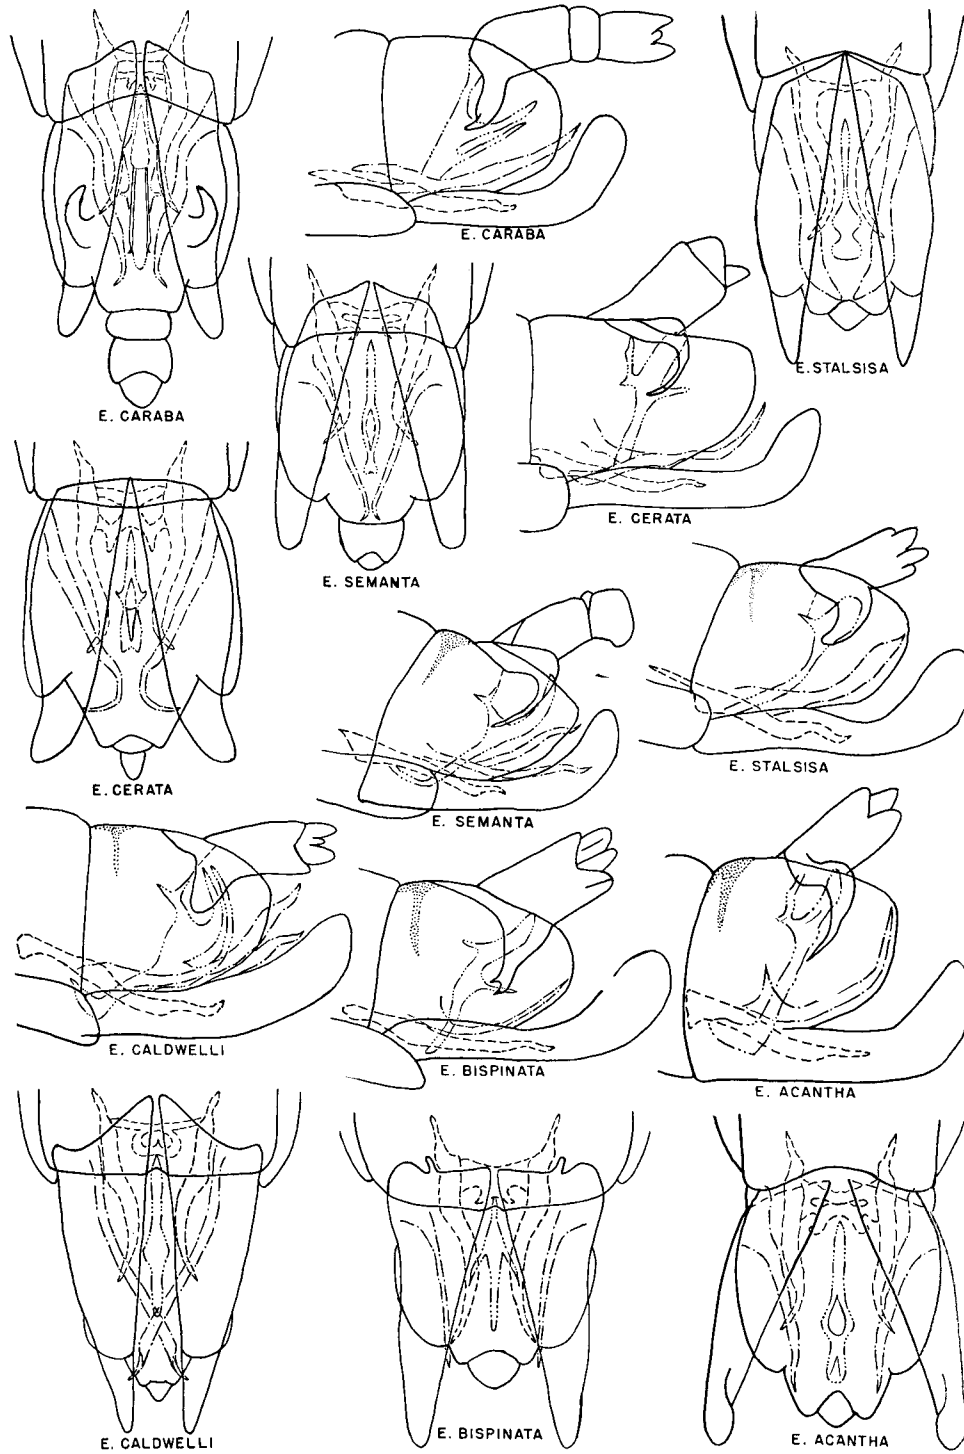 E. CARABA
E. STALSISA
E. CARABA
E. CERATA
E. SEMANTA
E. STALSISA
E. CERATA
E. SEMANTA
E. CALDWELLI
E. BISPINATA
E. ACANTHA
E. CALDWELLI
E. BISPINATA
E. ACANTHA